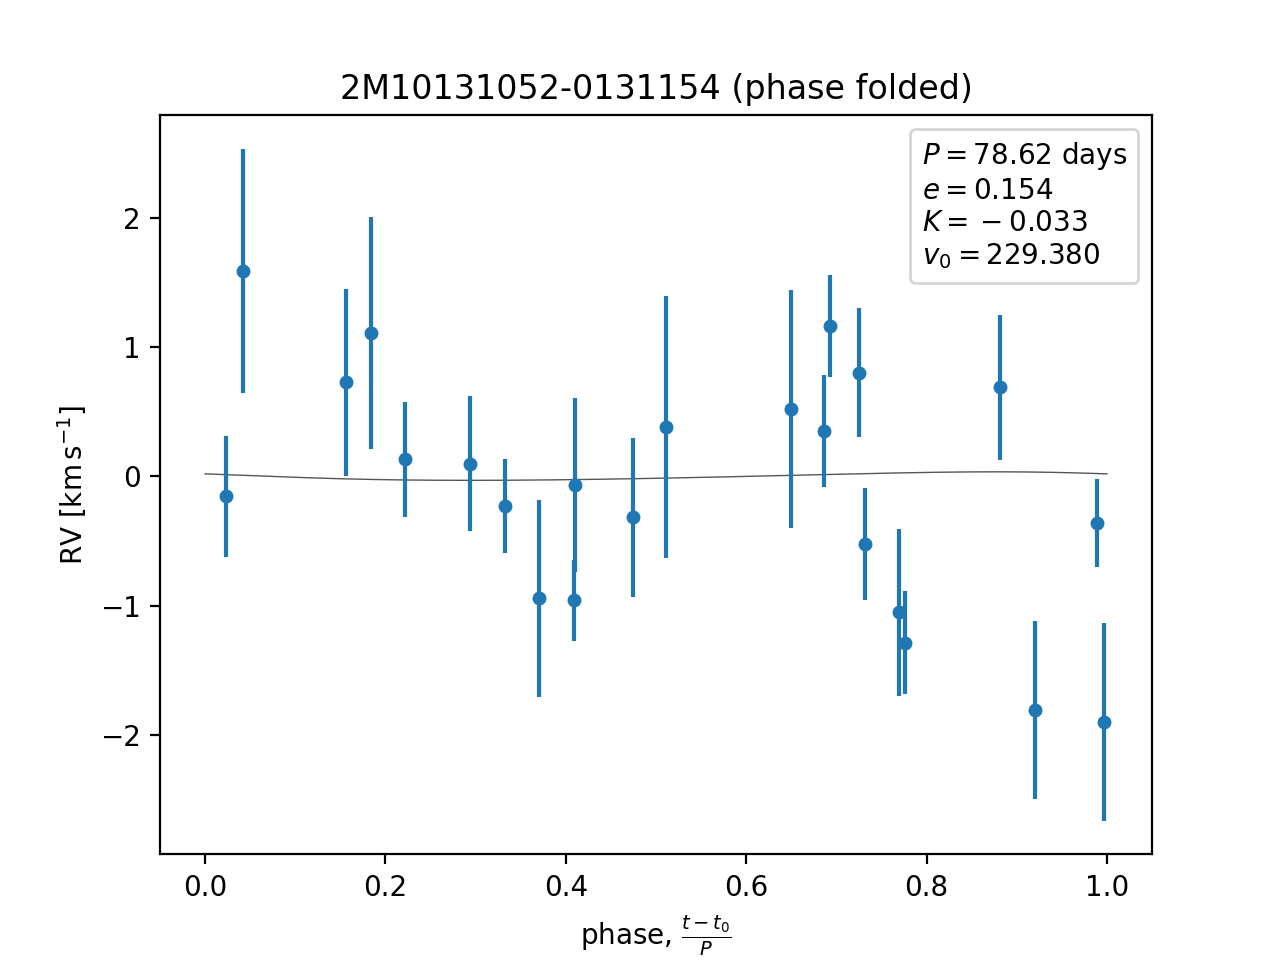 2M10131052-0131154 (phase folded)
P = 78.62 days
e = 0.154
K = −0.033
v₀ = 229.380
2
1
0
−1
−2
RV [km s⁻¹]
0.0 0.2 0.4 0.6 0.8 1.0
phase, (t − t₀)/P